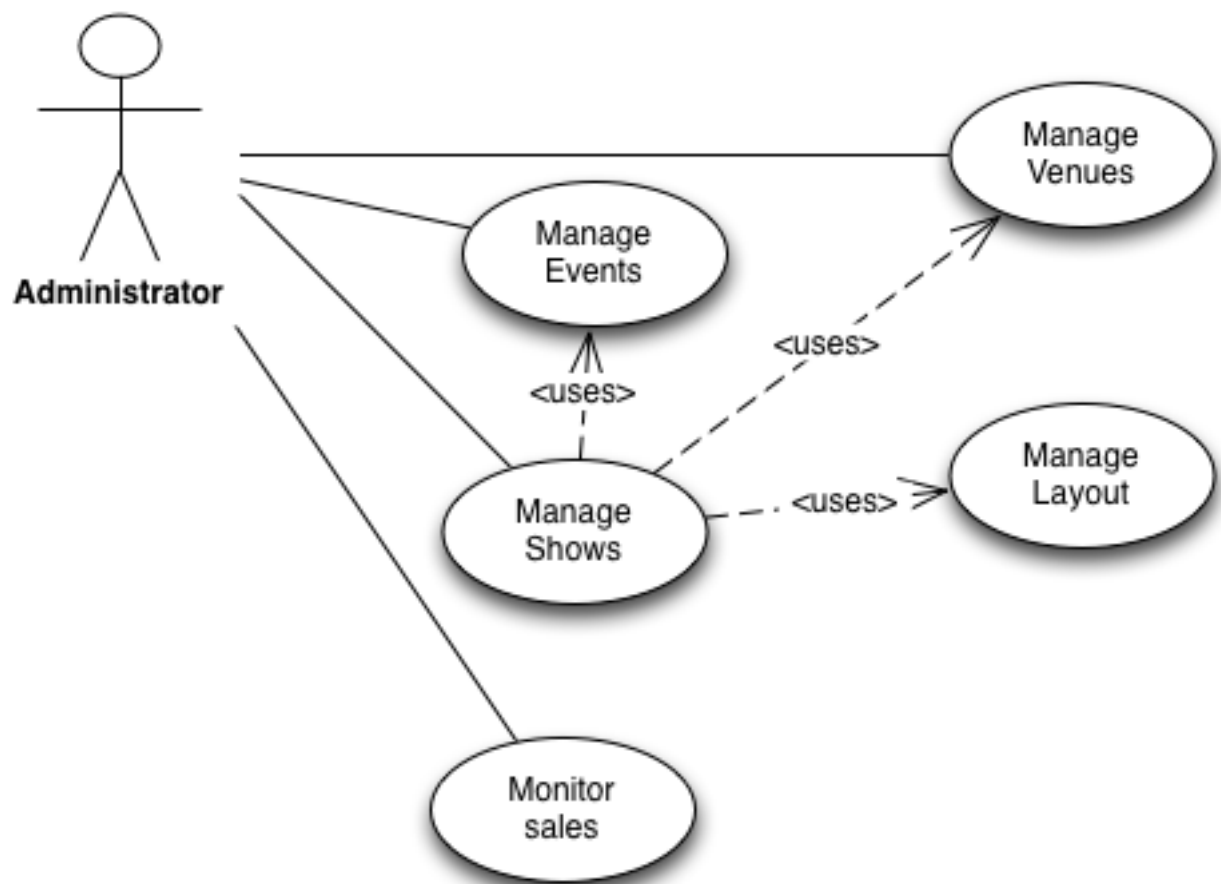 Manage
Venues
Manage
Events
Administrator
<uses>
<uses>
Manage
Layout
Manage
Shows
<uses>
Monitor
sales